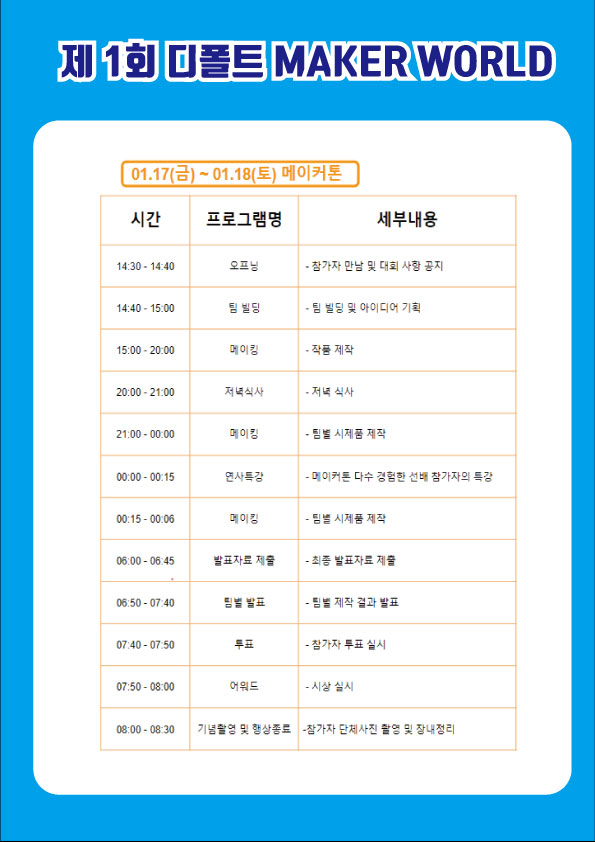 제 1회 디폴트 MAKER WORLD
01.17(금) ~ 01.18(토) 메이커톤
시간 프로그램명 세부내용
14:30 - 14:40 오프닝 - 참가자 만남 및 대회 사항 공지
14:40 - 15:00 팀 빌딩 - 팀 빌딩 및 아이디어 기획
15:00 - 20:00 메이킹 - 작품 제작
20:00 - 21:00 저녁식사 - 저녁 식사
21:00 - 00:00 메이킹 - 팀별 시제품 제작
00:00 - 00:15 연사특강 - 메이커톤 다수 경험한 선배 참가자의 특강
00:15 - 00:06 메이킹 - 팀별 시제품 제작
06:00 - 06:45 발표자료 제출 - 최종 발표자료 제출
06:50 - 07:40 팀별 발표 - 팀별 제작 결과 발표
07:40 - 07:50 투표 - 참가자 투표 실시
07:50 - 08:00 어워드 - 시상 실시
08:00 - 08:30 기념촬영 및 행상종료 -참가자 단체사진 촬영 및 장내정리